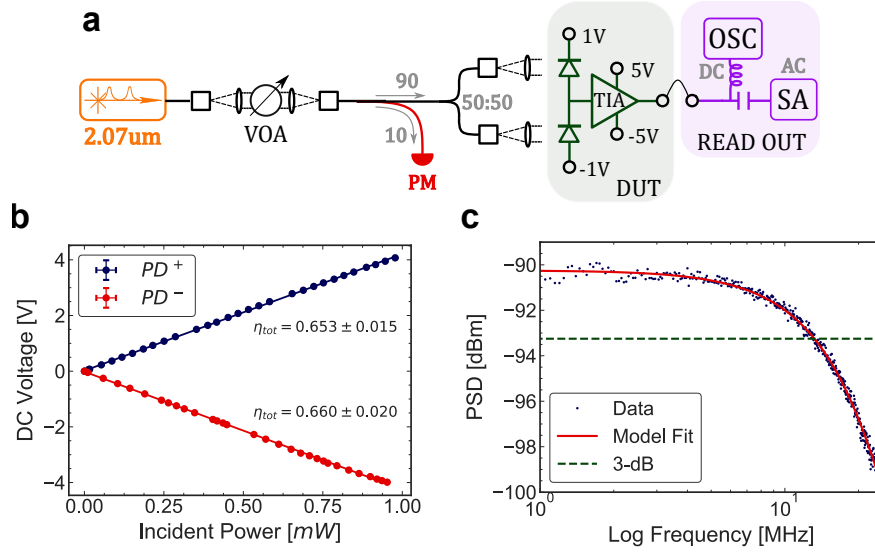 a
2.07um
VOA
90
10
PM
50:50
1V
5V
TIA
-5V
-1V
DUT
OSC
DC
AC
SA
READ OUT
b
DC Voltage [V]
4
2
0
−2
−4
PD +
PD −
η_tot = 0.653 ± 0.015
η_tot = 0.660 ± 0.020
0.00 0.25 0.50 0.75 1.00
Incident Power [mW]
c
PSD [dBm]
−90
−92
−94
−96
−98
−100
Data
Model Fit
3-dB
10^0 10^1
Log Frequency [MHz]